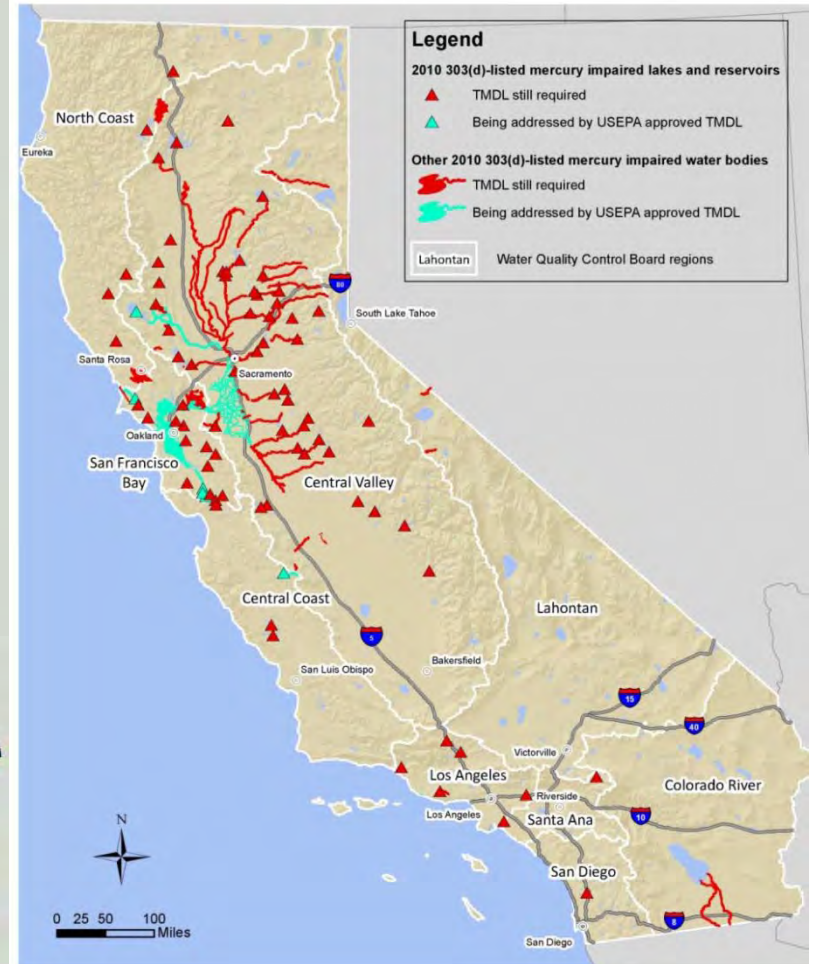 Legend
2010 303(d)-listed mercury impaired lakes and reservoirs
TMDL still required
Being addressed by USEPA approved TMDL
Other 2010 303(d)-listed mercury impaired water bodies
TMDL still required
Being addressed by USEPA approved TMDL
Lahontan
Water Quality Control Board regions
North Coast
Eureka
80
South Lake Tahoe
Santa Rosa
Sacramento
Oakland
San Francisco
Bay
Central Valley
Central Coast
Lahontan
5
San Luis Obispo
Bakersfield
15
40
Victorville
Los Angeles
Colorado River
Riverside
Los Angeles
Santa Ana
10
San Diego
N
0 25 50 100
Miles
8
San Diego